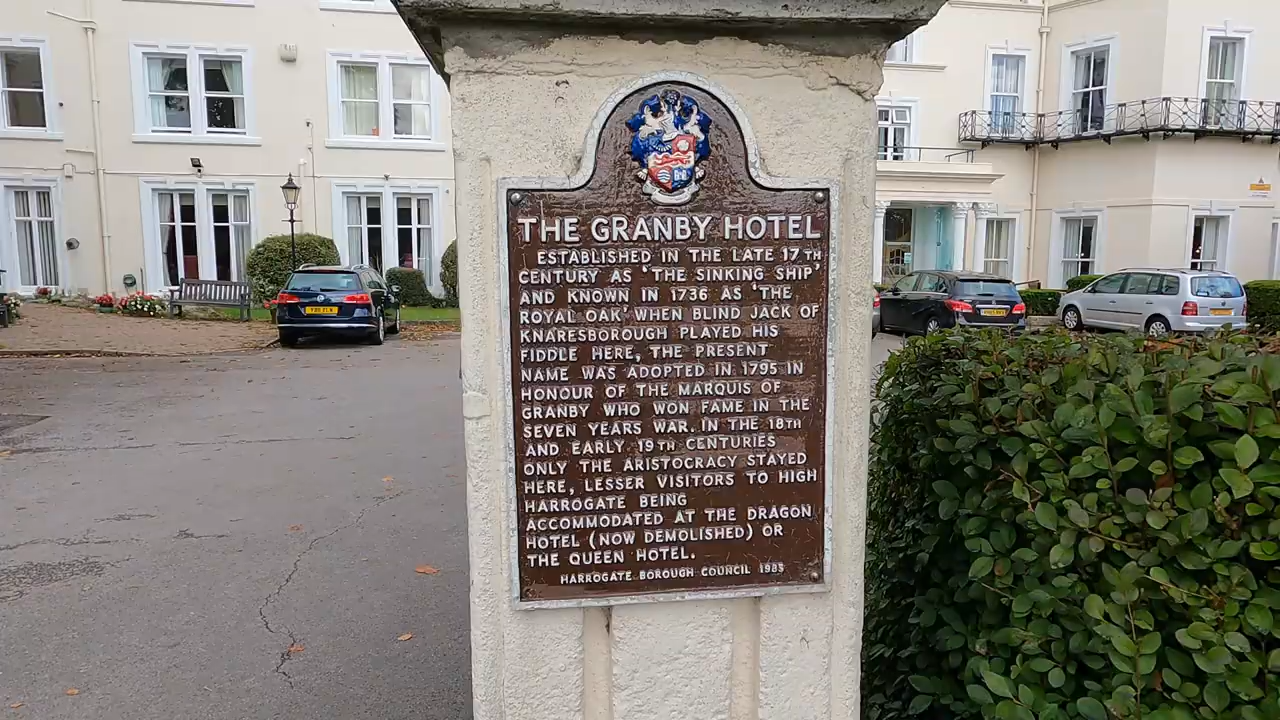 THE GRANBY HOTEL
ESTABLISHED IN THE LATE 17TH
CENTURY AS 'THE SINKING SHIP'
AND KNOWN IN 1736 AS 'THE
ROYAL OAK' WHEN BLIND JACK OF
KNARESBOROUGH PLAYED HIS
FIDDLE HERE, THE PRESENT
NAME WAS ADOPTED IN 1795 IN
HONOUR OF THE MARQUIS OF
GRANBY WHO WON FAME IN THE
SEVEN YEARS WAR. IN THE 18TH
AND EARLY 19TH CENTURIES
ONLY THE ARISTOCRACY STAYED
HERE, LESSER VISITORS TO HIGH
HARROGATE BEING
ACCOMMODATED AT THE DRAGON
HOTEL (NOW DEMOLISHED) OR
THE QUEEN HOTEL.
HARROGATE BOROUGH COUNCIL 1983